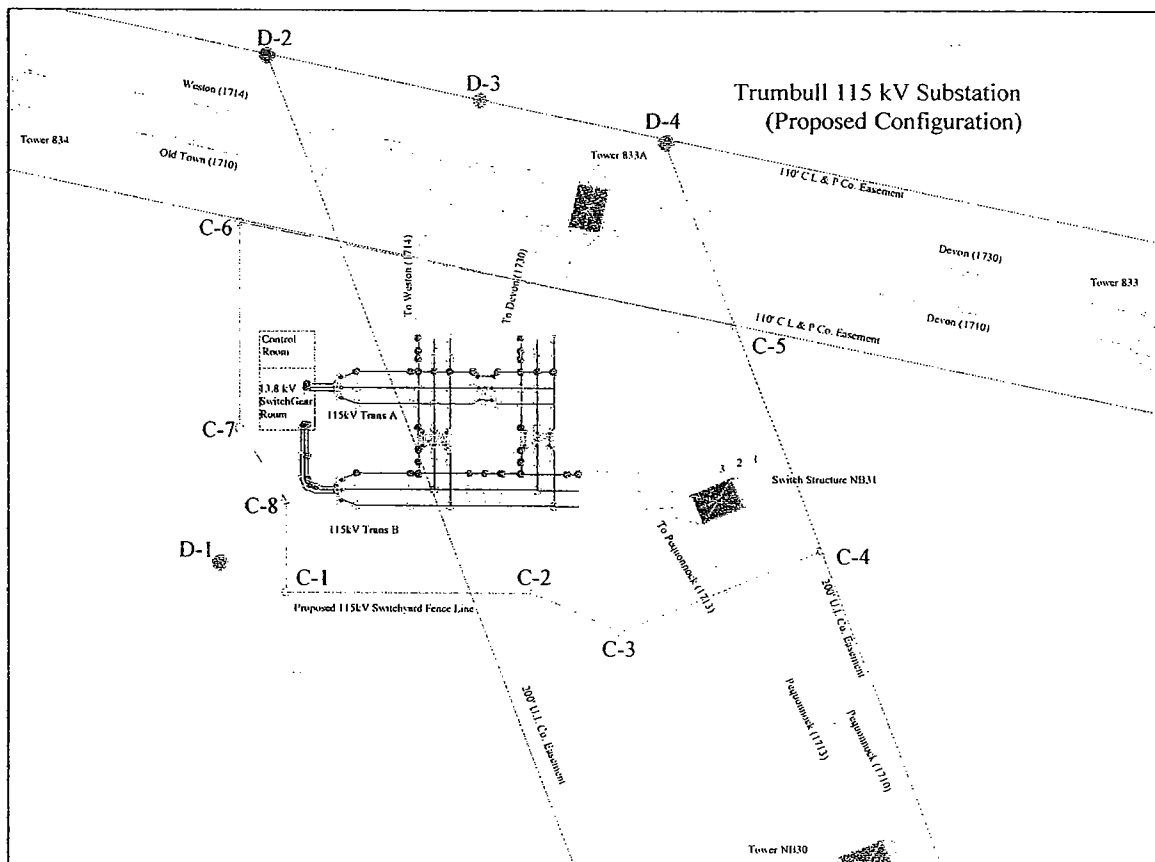 D-2
D-3
D-4
Trumbull 115 kV Substation
(Proposed Configuration)
Weston (1714)
Tower 834
Old Town (1710)
Tower 833A
110' C L & P Co. Easement
C-6
To Weston (1714)
To Devon (1730)
Devon (1730)
Tower 833
Devon (1710)
110' C L & P Co. Easement
C-5
Control
Room
13.8 kV
SwitchGear
Room
115kV Trans A
C-7
3 2 1
Switch Structure NB31
C-8
115kV Trans B
To Pequonnock (1713)
D-1
C-4
C-1
C-2
Proposed 115kV Switchyard Fence Line
C-3
200' U.I. Co. Easement
200' U.I. Co. Easement
Pequonnock (1713)
Pequonnock (1710)
Tower NB30